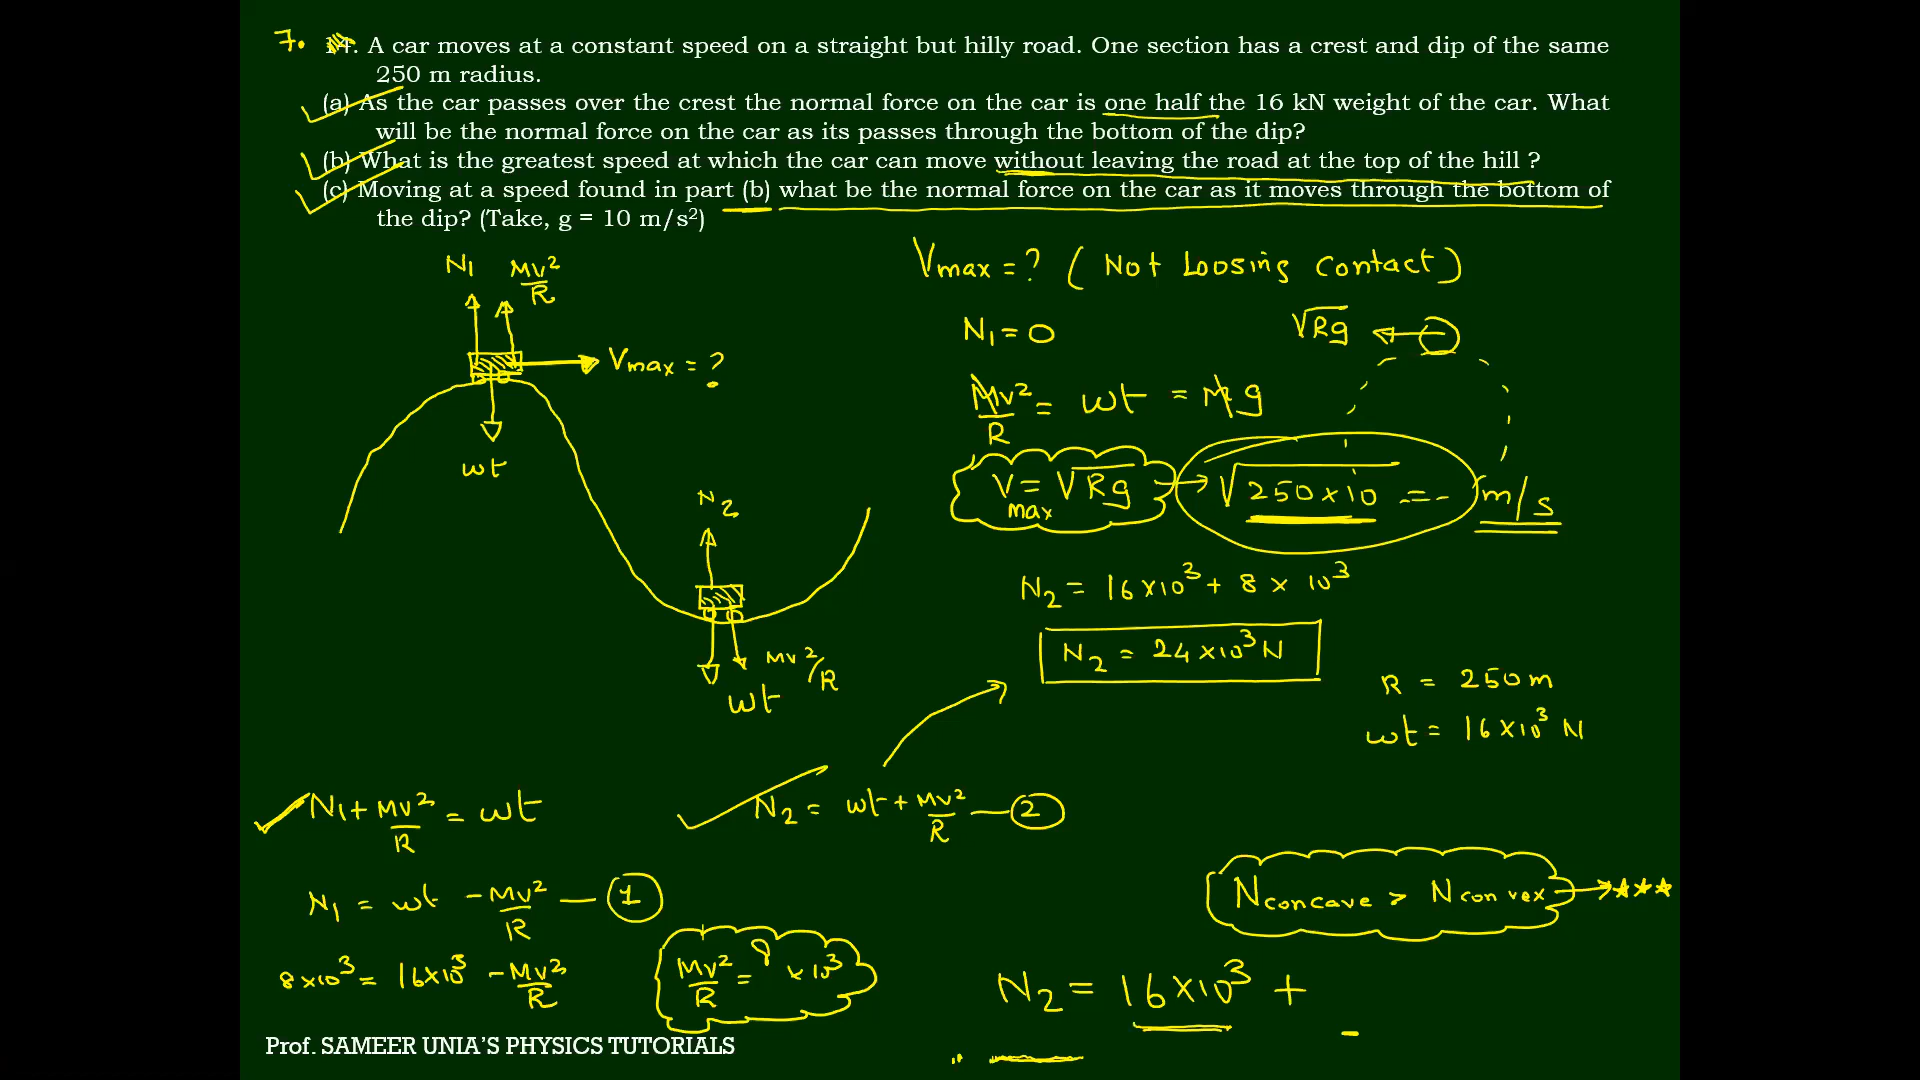 7. 14. A car moves at a constant speed on a straight but hilly road. One section has a crest and dip of the same
250 m radius.
(a) As the car passes over the crest the normal force on the car is one half the 16 kN weight of the car. What
will be the normal force on the car as its passes through the bottom of the dip?
(b) What is the greatest speed at which the car can move without leaving the road at the top of the hill ?
(c) Moving at a speed found in part (b) what be the normal force on the car as it moves through the bottom of
the dip? (Take, g = 10 m/s²)
N₁ Mv²/R
Vmax = ?
wt
N₂
Mv²/R
wt
Vmax = ? ( Not Loosing Contact )
N₁ = 0
√Rg
Mv²/R = wt = Mg
Vmax = √Rg → √250×10 = -- m/s
N₂ = 16×10³ + 8 × 10³
N₂ = 24×10³ N
R = 250 m
wt = 16×10³ N
N₁ + Mv²/R = wt
N₂ = wt + Mv²/R — 2
N₁ = wt - Mv²/R — 1
8×10³ = 16×10³ - Mv²/R
Mv²/R = 8 × 10³
Nconcave > Nconvex → ★★★
N₂ = 16×10³ +
Prof. SAMEER UNIA'S PHYSICS TUTORIALS